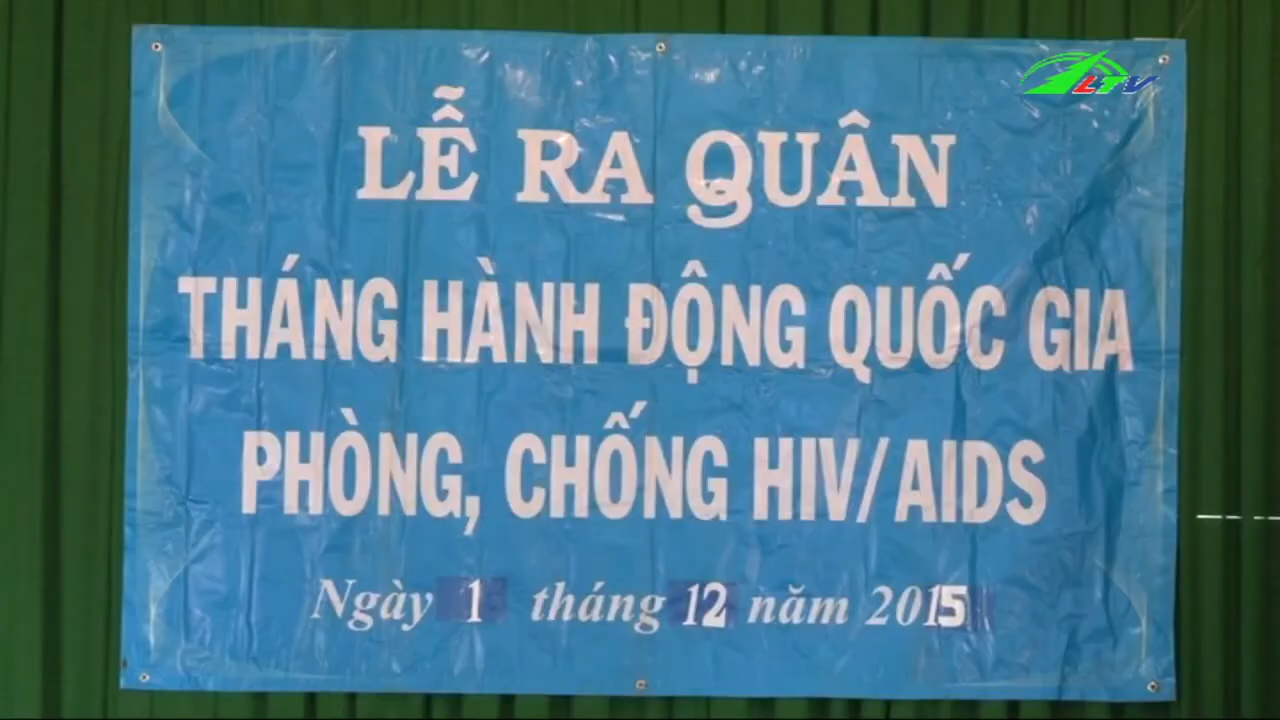 LTV
LỄ RA QUÂN
THÁNG HÀNH ĐỘNG QUỐC GIA
PHÒNG, CHỐNG HIV/AIDS
Ngày 1 tháng 12 năm 2015